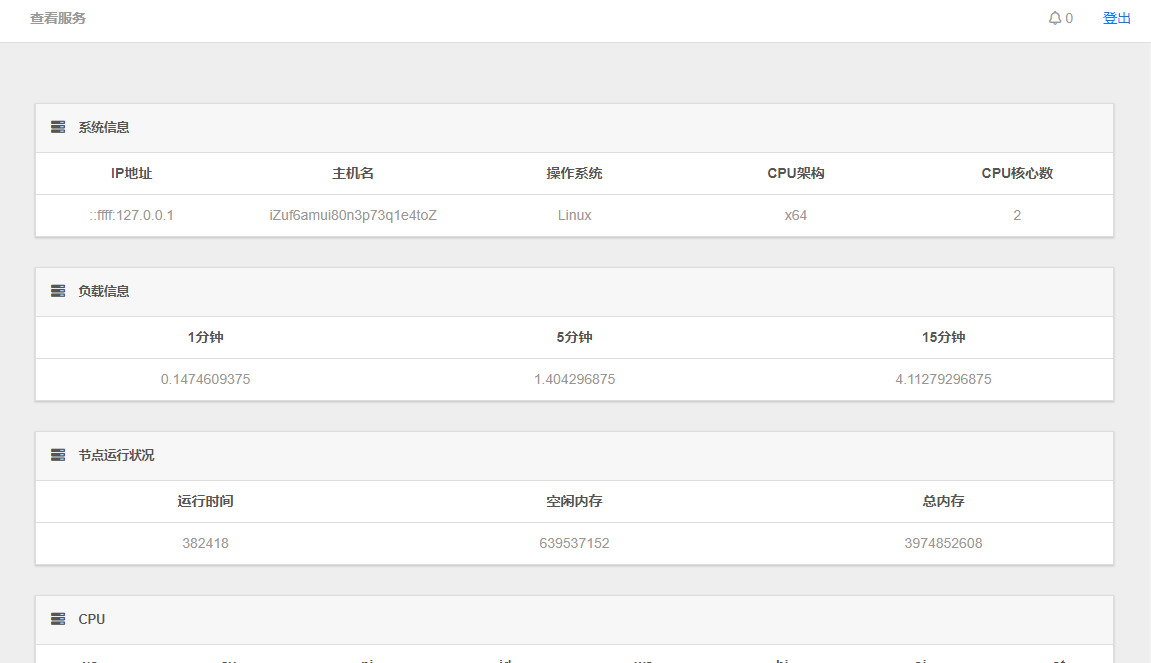 查看服务 0 登出
系统信息
IP地址 主机名 操作系统 CPU架构 CPU核心数
::ffff:127.0.0.1 iZuf6amui80n3p73q1e4toZ Linux x64 2
负载信息
1分钟 5分钟 15分钟
0.1474609375 1.404296875 4.11279296875
节点运行状况
运行时间 空闲内存 总内存
382418 639537152 3974852608
CPU